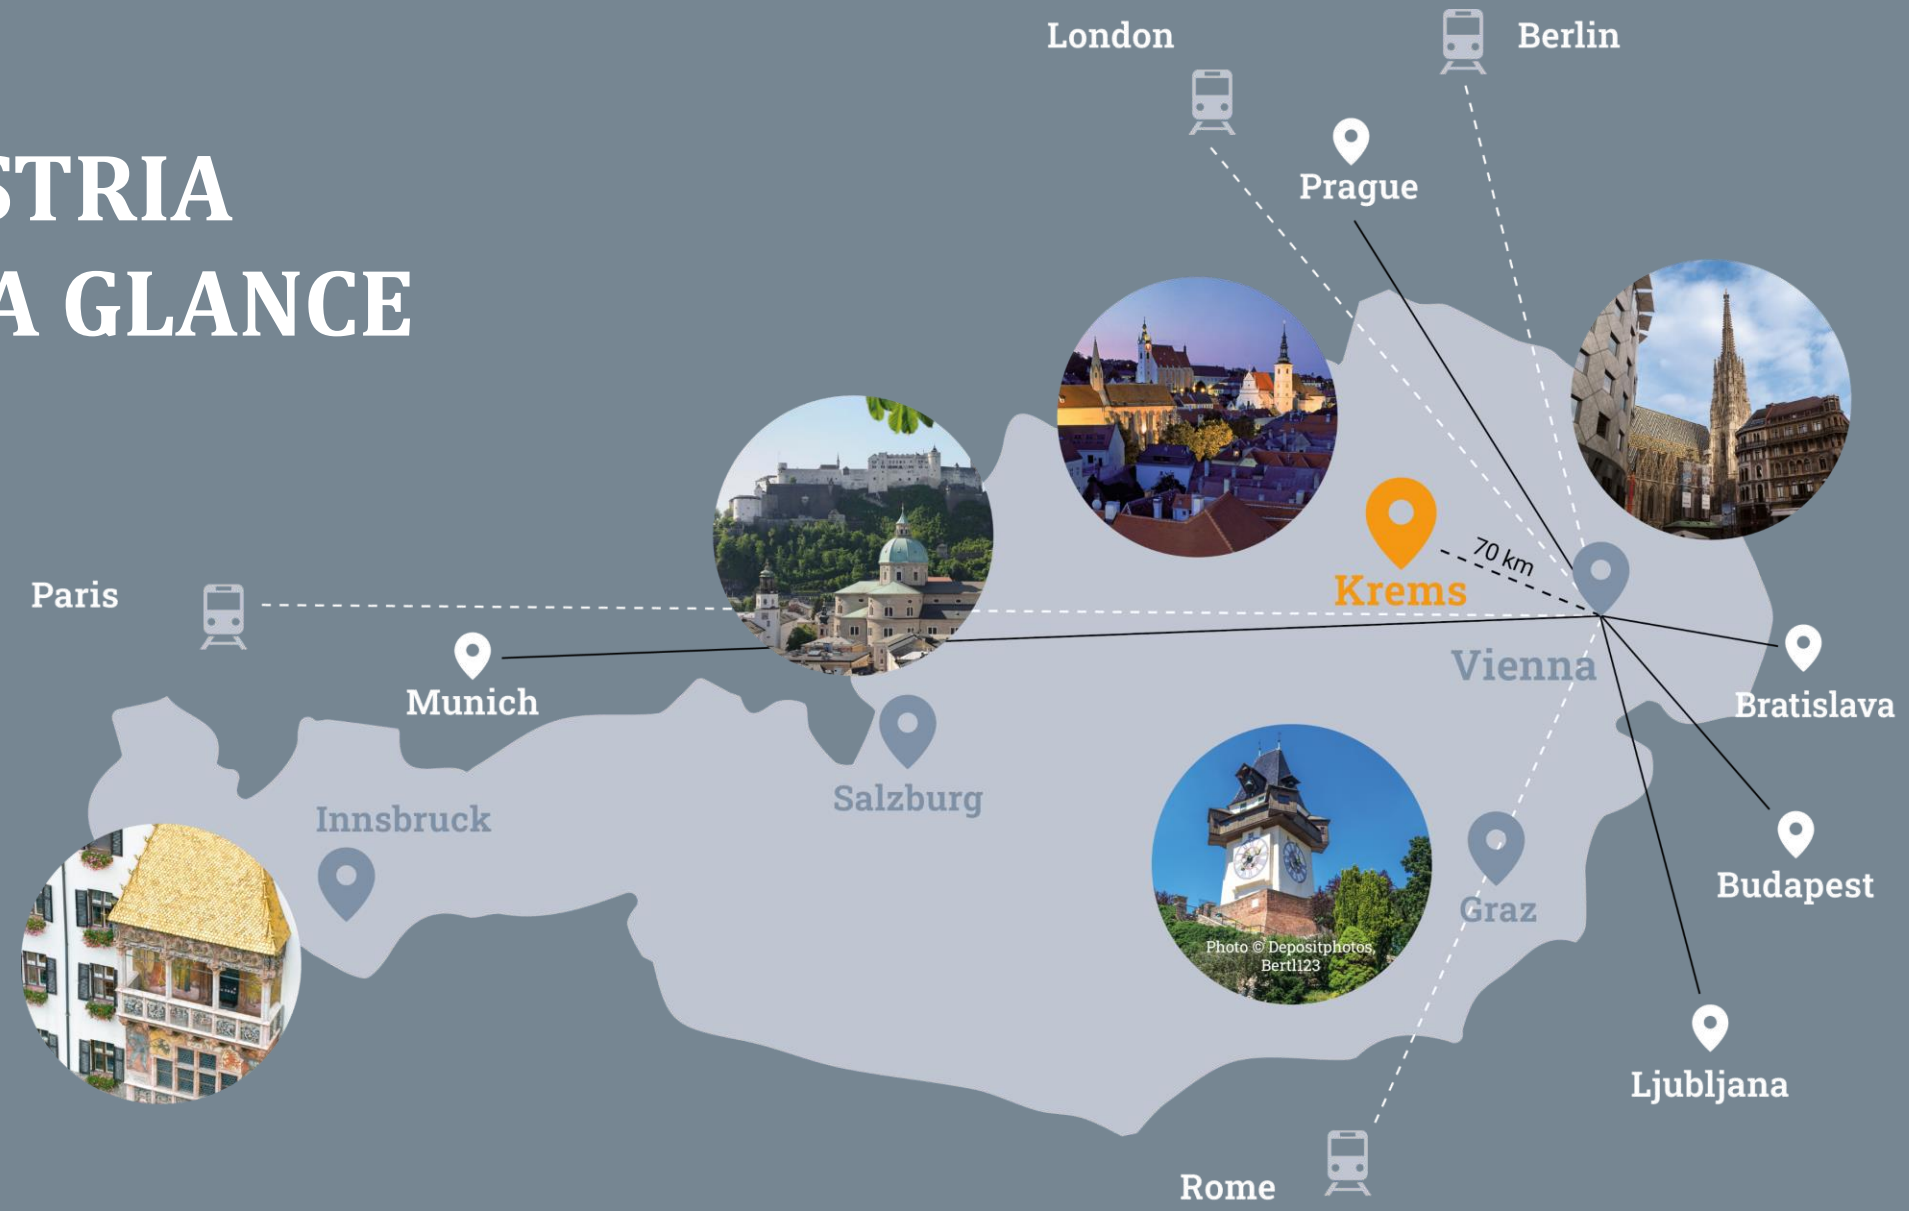 London
Berlin
STRIA
Prague
A GLANCE
70 km
Krems
Paris
Vienna
Munich
Bratislava
Salzburg
Innsbruck
Budapest
Graz
Photo © Depositphotos,
Bertl123
Ljubljana
Rome